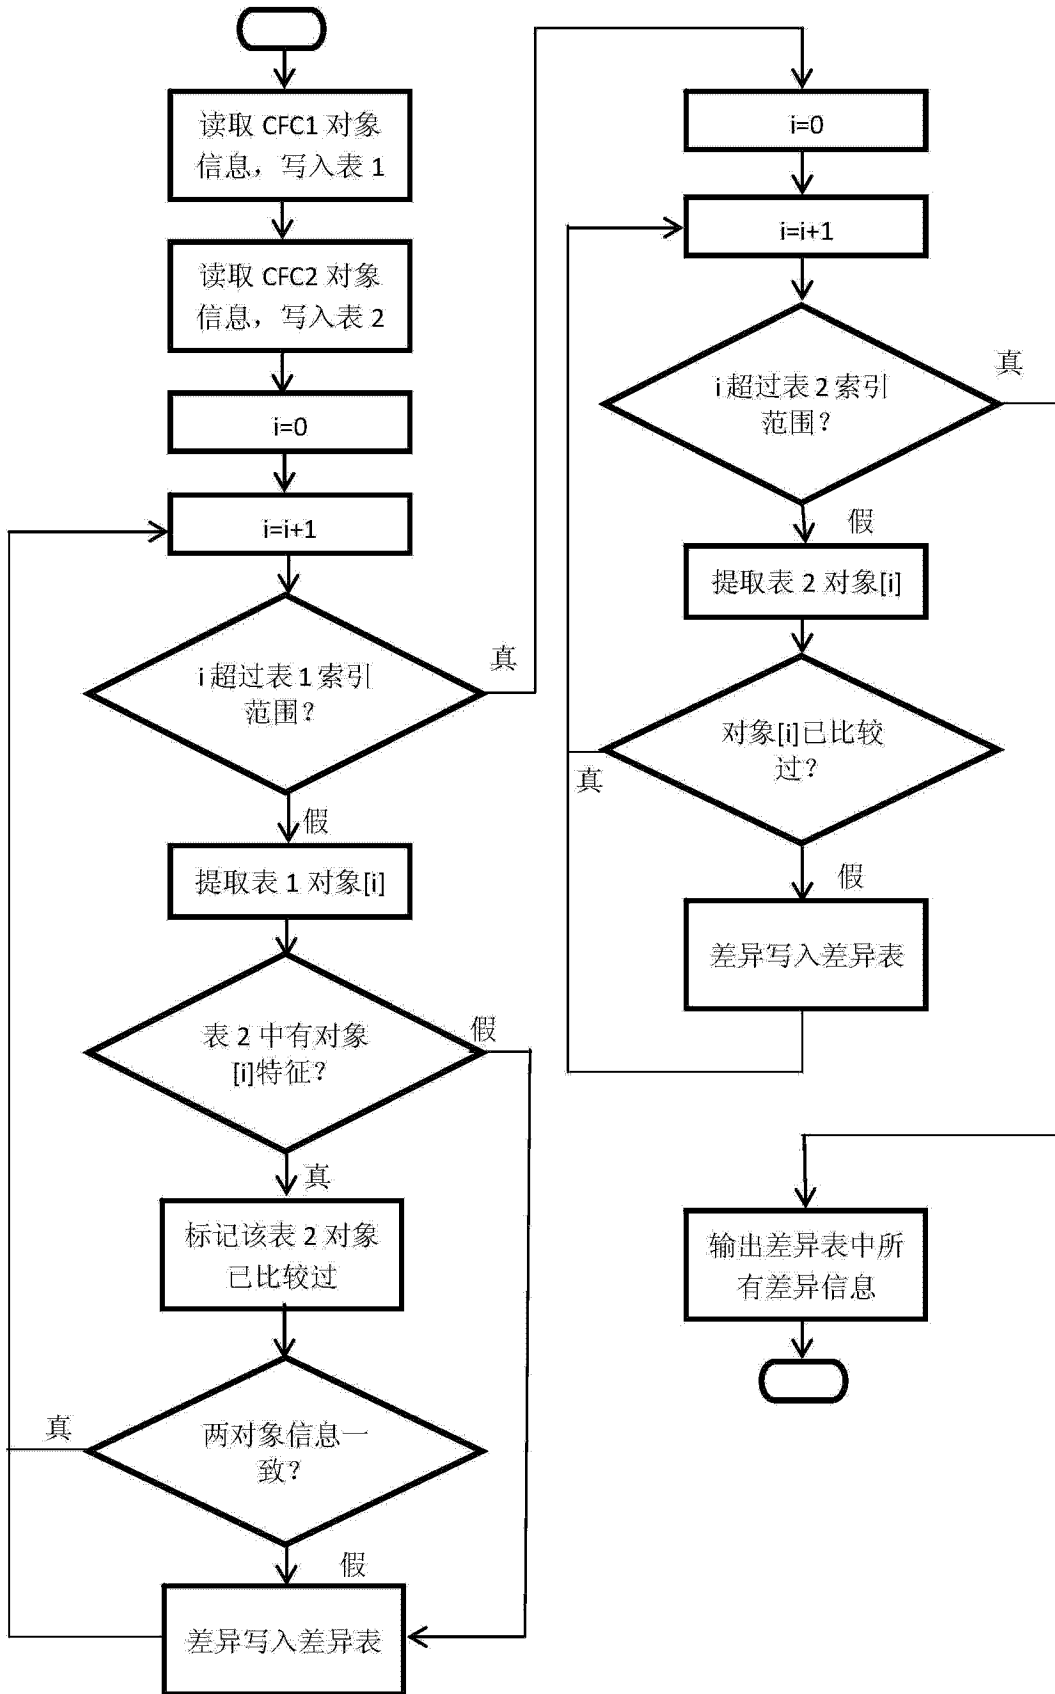 读取 CFC1 对象
信息，写入表 1
读取 CFC2 对象
信息，写入表 2
i=0
i=i+1
i 超过表 1 索引
范围？
真
假
提取表 1 对象[i]
表 2 中有对象
[i]特征？
假
真
标记该表 2 对象
已比较过
两对象信息一
致？
真
假
差异写入差异表
i=0
i=i+1
i 超过表 2 索引
范围？
真
假
提取表 2 对象[i]
对象[i]已比较
过？
真
假
差异写入差异表
输出差异表中所
有差异信息